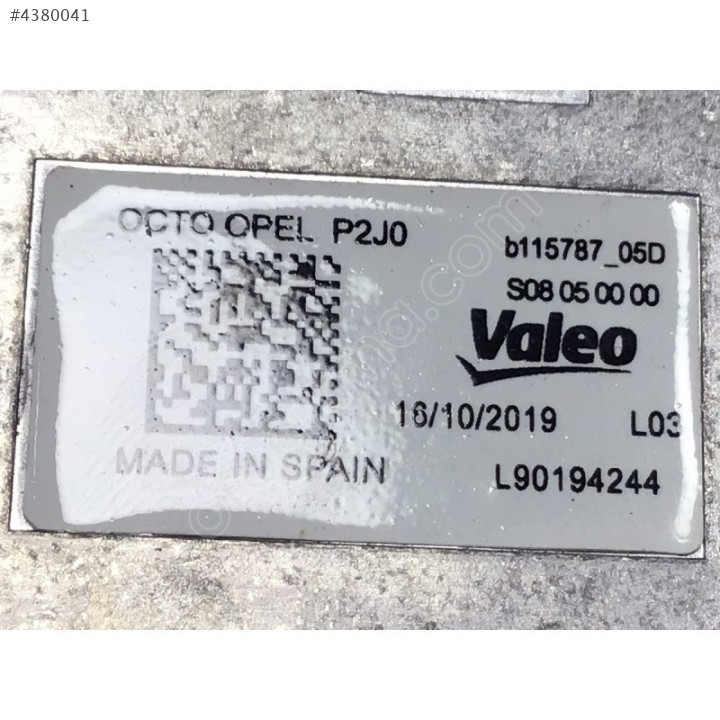 #4380041
OCTO OPEL P2J0
b115787_05D
S08 05 00 00
Valeo
16/10/2019 L03
MADE IN SPAIN
L90194244